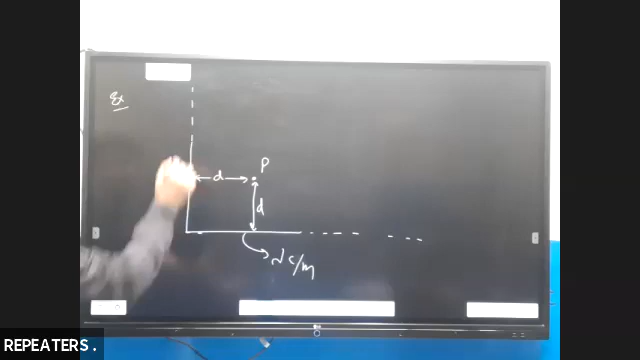 Ex
P
d
d
λ c/m
REPEATERS.